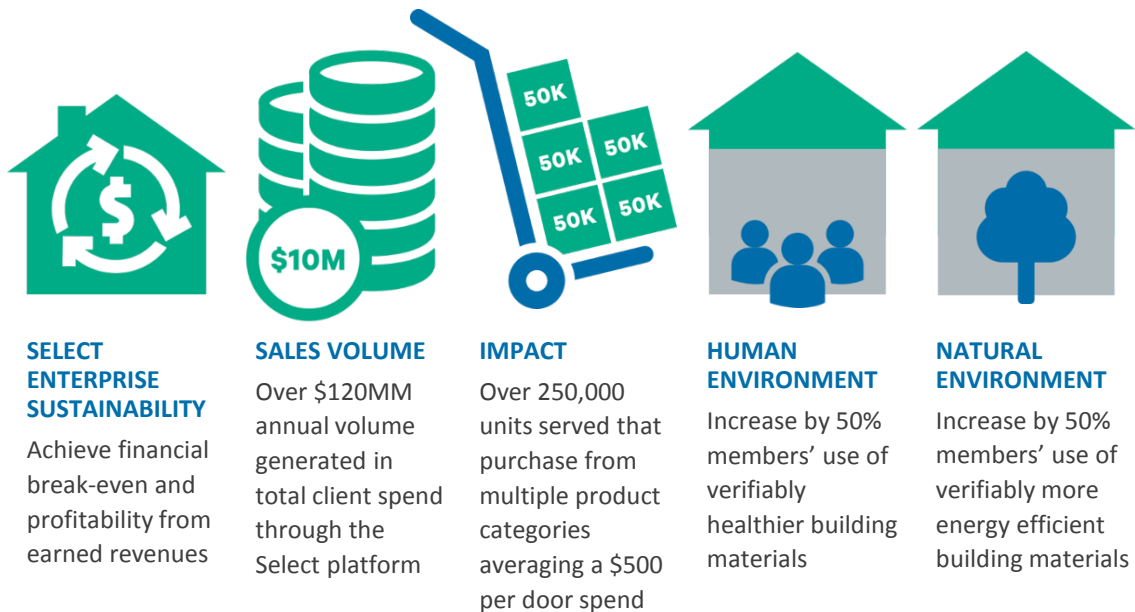 $
$10M
50K
50K
50K
50K
50K
SELECT
ENTERPRISE
SUSTAINABILITY
Achieve financial
break-even and
profitability from
earned revenues
SALES VOLUME
Over $120MM
annual volume
generated in
total client spend
through the
Select platform
IMPACT
Over 250,000
units served that
purchase from
multiple product
categories
averaging a $500
per door spend
HUMAN
ENVIRONMENT
Increase by 50%
members’ use of
verifiably
healthier building
materials
NATURAL
ENVIRONMENT
Increase by 50%
members’ use of
verifiably more
energy efficient
building materials